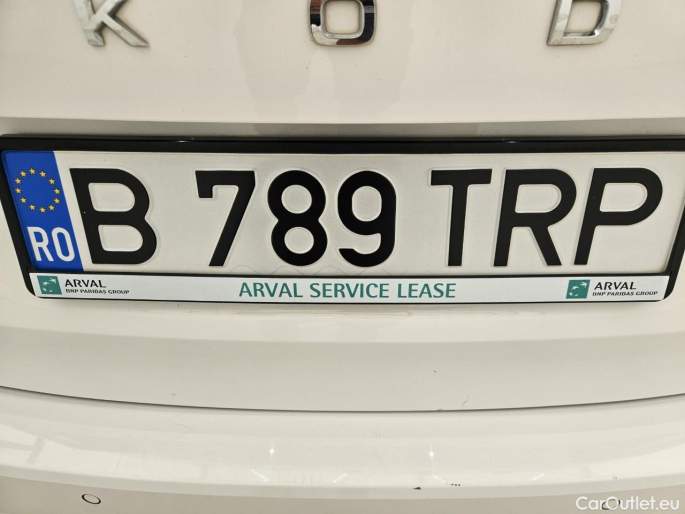 K O D
RO B 789 TRP
ARVAL BNP PARIBAS GROUP ARVAL SERVICE LEASE ARVAL BNP PARIBAS GROUP
CarOutlet.eu